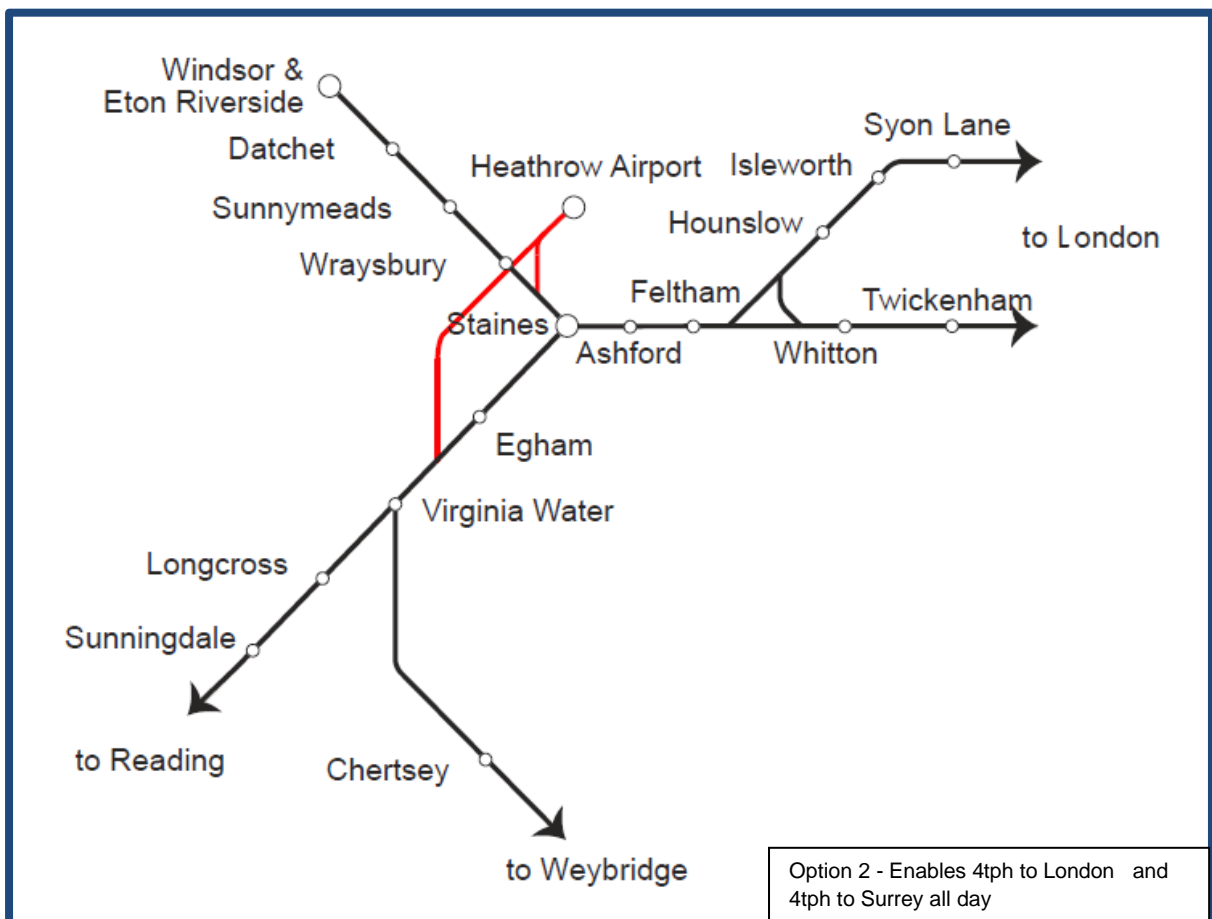 Windsor &
Eton Riverside
Datchet
Sunnymeads
Wraysbury
Heathrow Airport
Syon Lane
Isleworth
Hounslow
to London
Feltham
Twickenham
Staines
Ashford
Whitton
Egham
Virginia Water
Longcross
Sunningdale
to Reading
Chertsey
to Weybridge
Option 2 - Enables 4tph to London and
4tph to Surrey all day